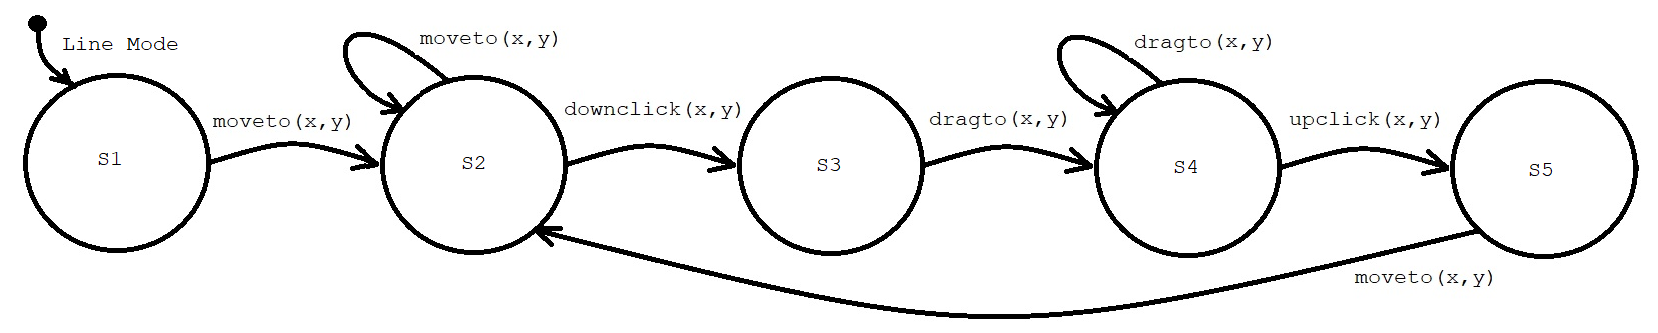 Line Mode
moveto(x,y)
dragto(x,y)
moveto(x,y)
downclick(x,y)
dragto(x,y)
upclick(x,y)
S1
S2
S3
S4
S5
moveto(x,y)